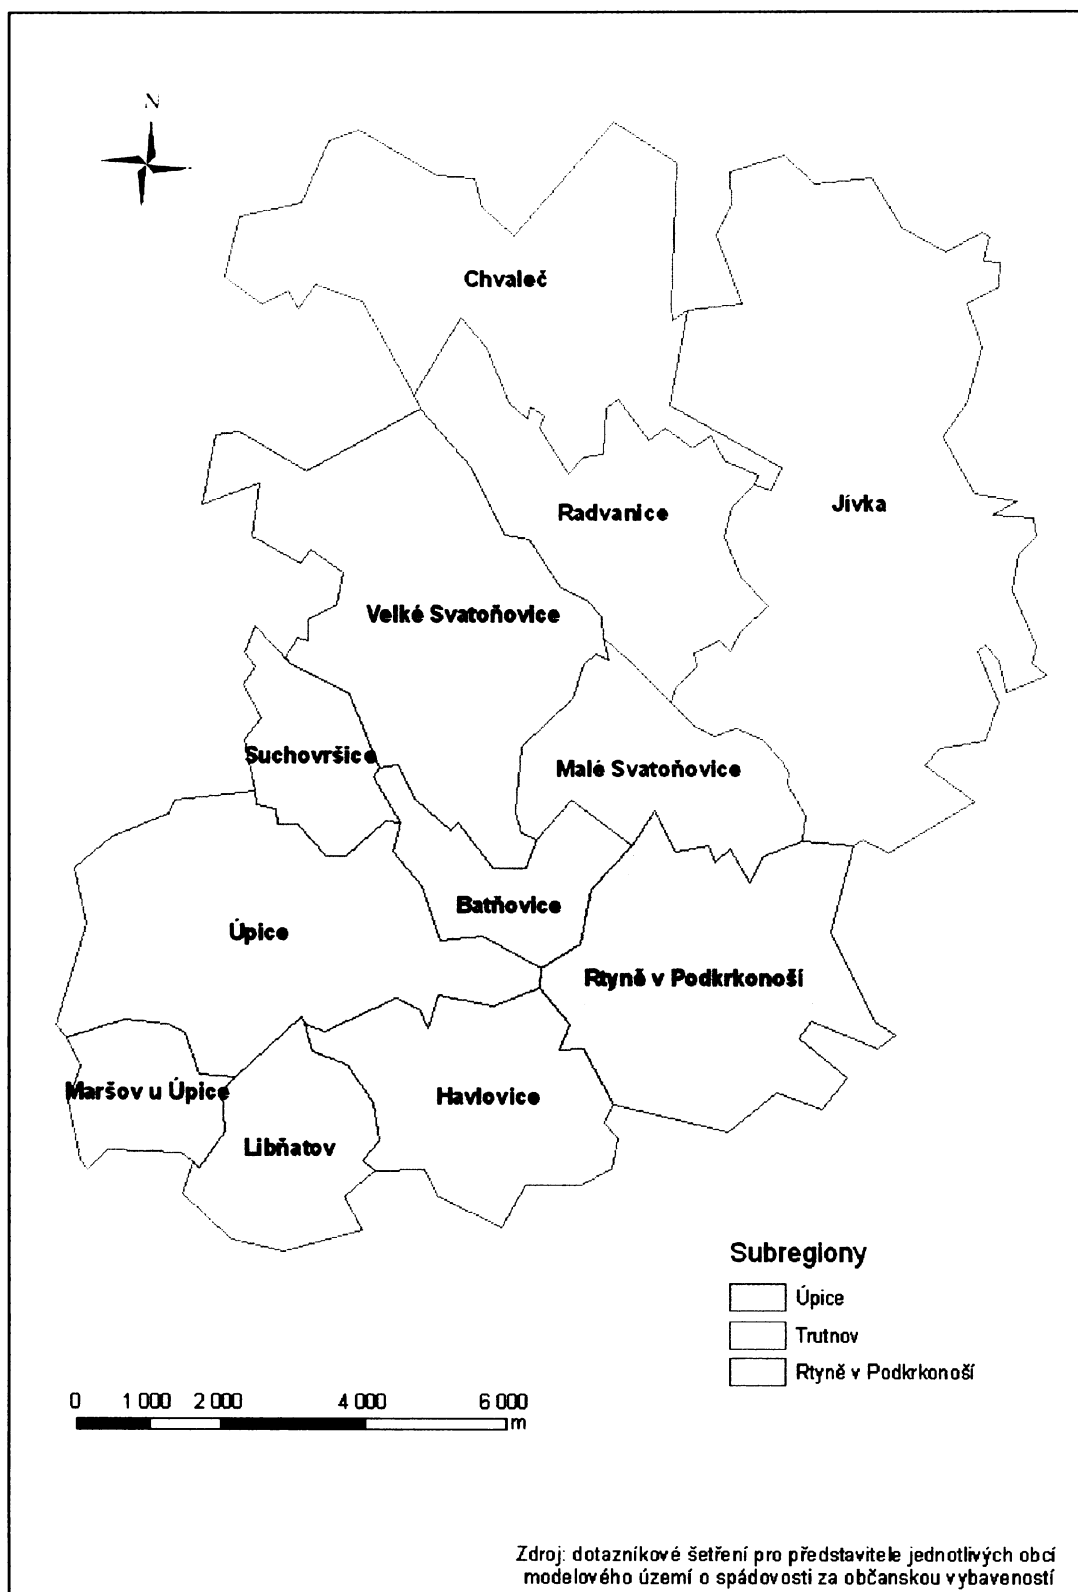 N
Chvaleč
Radvanice
Jívka
Velké Svatoňovice
Suchovršice
Malé Svatoňovice
Batňovice
Úpice
Rtyně v Podkrkonoší
Maršov u Úpice
Havlovice
Libňatov
Subregiony
Úpice
Trutnov
Rtyně v Podkrkonoší
0 1 000 2 000 4 000 6 000
m
Zdroj: dotazníkové šetření pro představitele jednotlivých obcí
modelového území o spádovosti za občanskou vybaveností